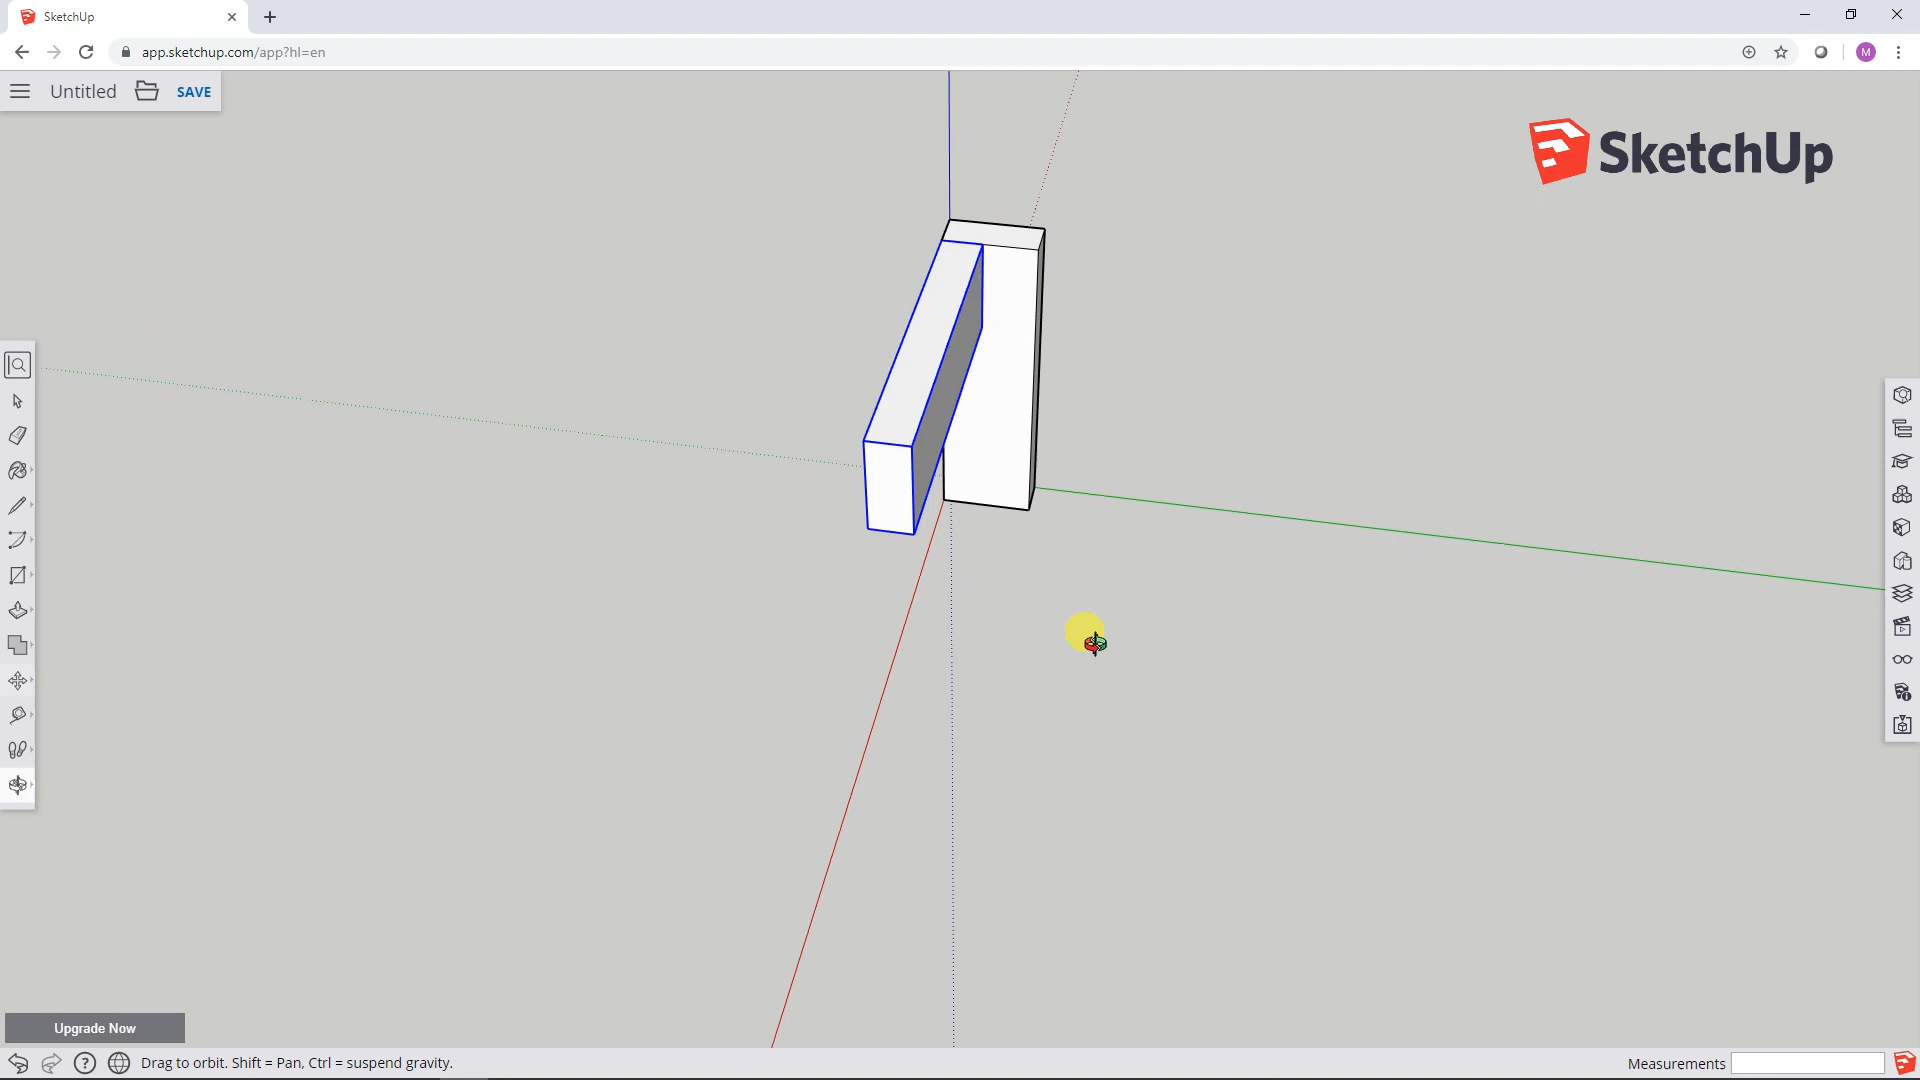 SketchUp
app.sketchup.com/app?hl=en
M
Untitled
SAVE
SketchUp
Upgrade Now
Drag to orbit. Shift = Pan, Ctrl = suspend gravity.
Measurements